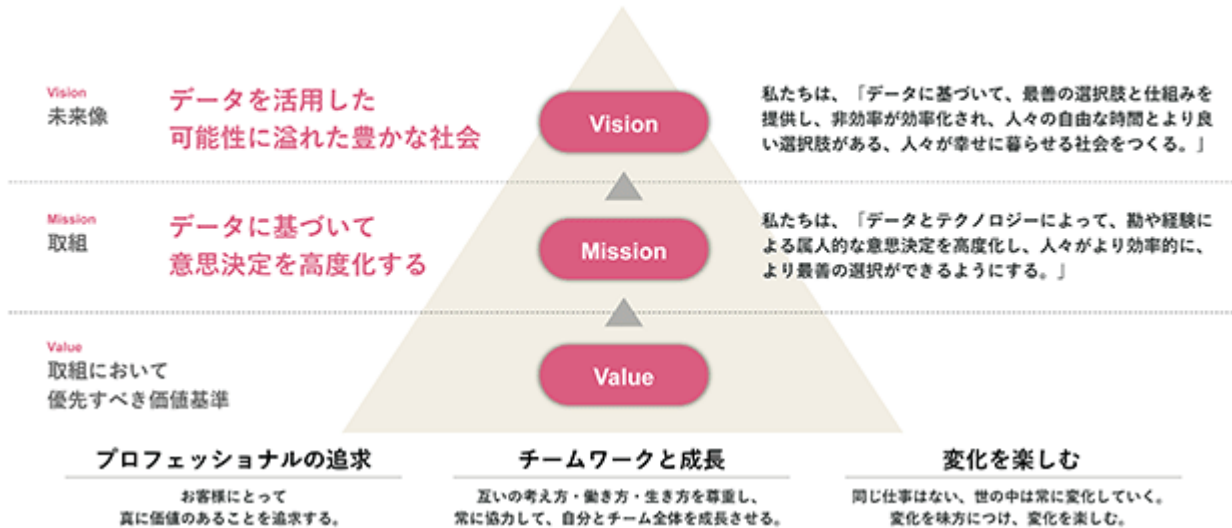 Vision
未来像
データを活用した
可能性に溢れた豊かな社会
Vision
私たちは、「データに基づいて、最善の選択肢と仕組みを
提供し、非効率が効率化され、人々の自由な時間とより良
い選択肢がある、人々が幸せに暮らせる社会をつくる。」
Mission
取組
データに基づいて
意思決定を高度化する
Mission
私たちは、「データとテクノロジーによって、勘や経験に
よる属人的な意思決定を高度化し、人々がより効率的に、
より最善の選択ができるようにする。」
Value
取組において
優先すべき価値基準
Value
プロフェッショナルの追求
お客様にとって
真に価値のあることを追求する。
チームワークと成長
互いの考え方・働き方・生き方を尊重し、
常に協力して、自分とチーム全体を成長させる。
変化を楽しむ
同じ仕事はない、世の中は常に変化していく。
変化を味方につけ、変化を楽しむ。